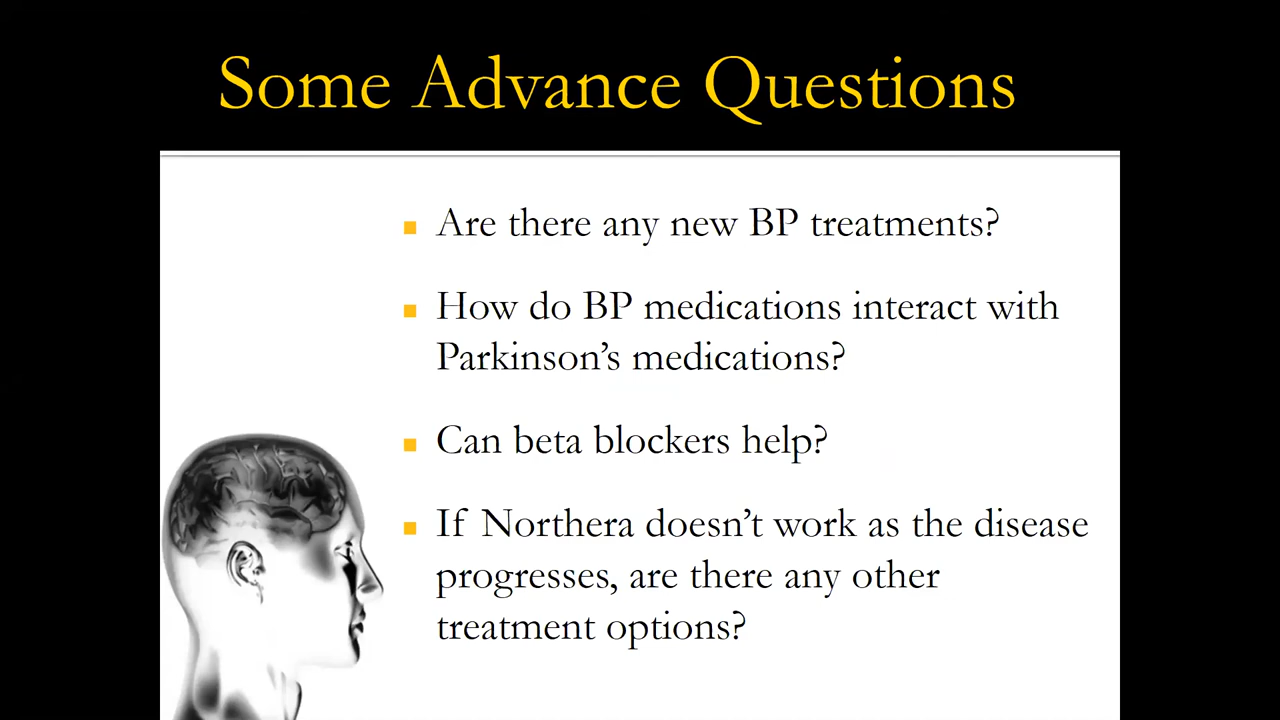 Some Advance Questions
Are there any new BP treatments?
How do BP medications interact with
Parkinson’s medications?
Can beta blockers help?
If Northera doesn’t work as the disease
progresses, are there any other
treatment options?